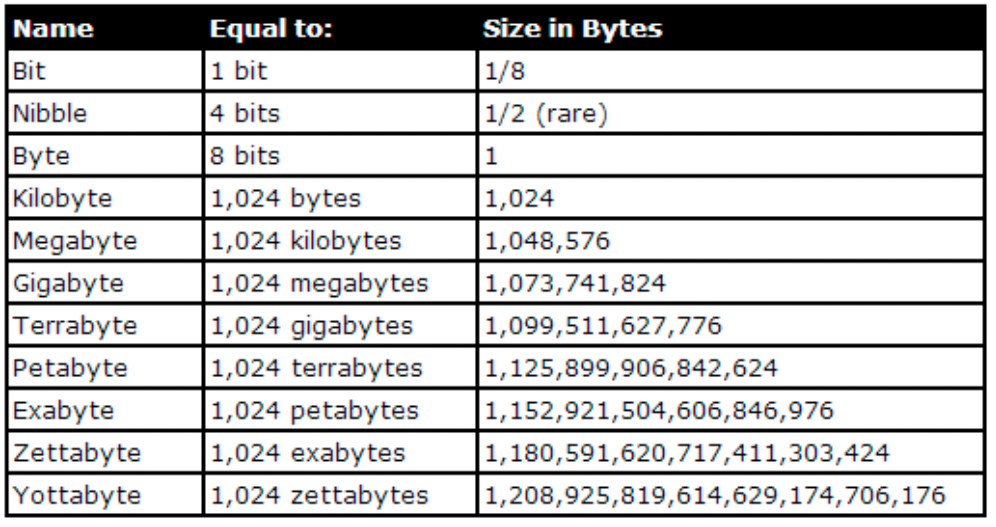 Name Equal to: Size in Bytes
Bit 1 bit 1/8
Nibble 4 bits 1/2 (rare)
Byte 8 bits 1
Kilobyte 1,024 bytes 1,024
Megabyte 1,024 kilobytes 1,048,576
Gigabyte 1,024 megabytes 1,073,741,824
Terrabyte 1,024 gigabytes 1,099,511,627,776
Petabyte 1,024 terrabytes 1,125,899,906,842,624
Exabyte 1,024 petabytes 1,152,921,504,606,846,976
Zettabyte 1,024 exabytes 1,180,591,620,717,411,303,424
Yottabyte 1,024 zettabytes 1,208,925,819,614,629,174,706,176